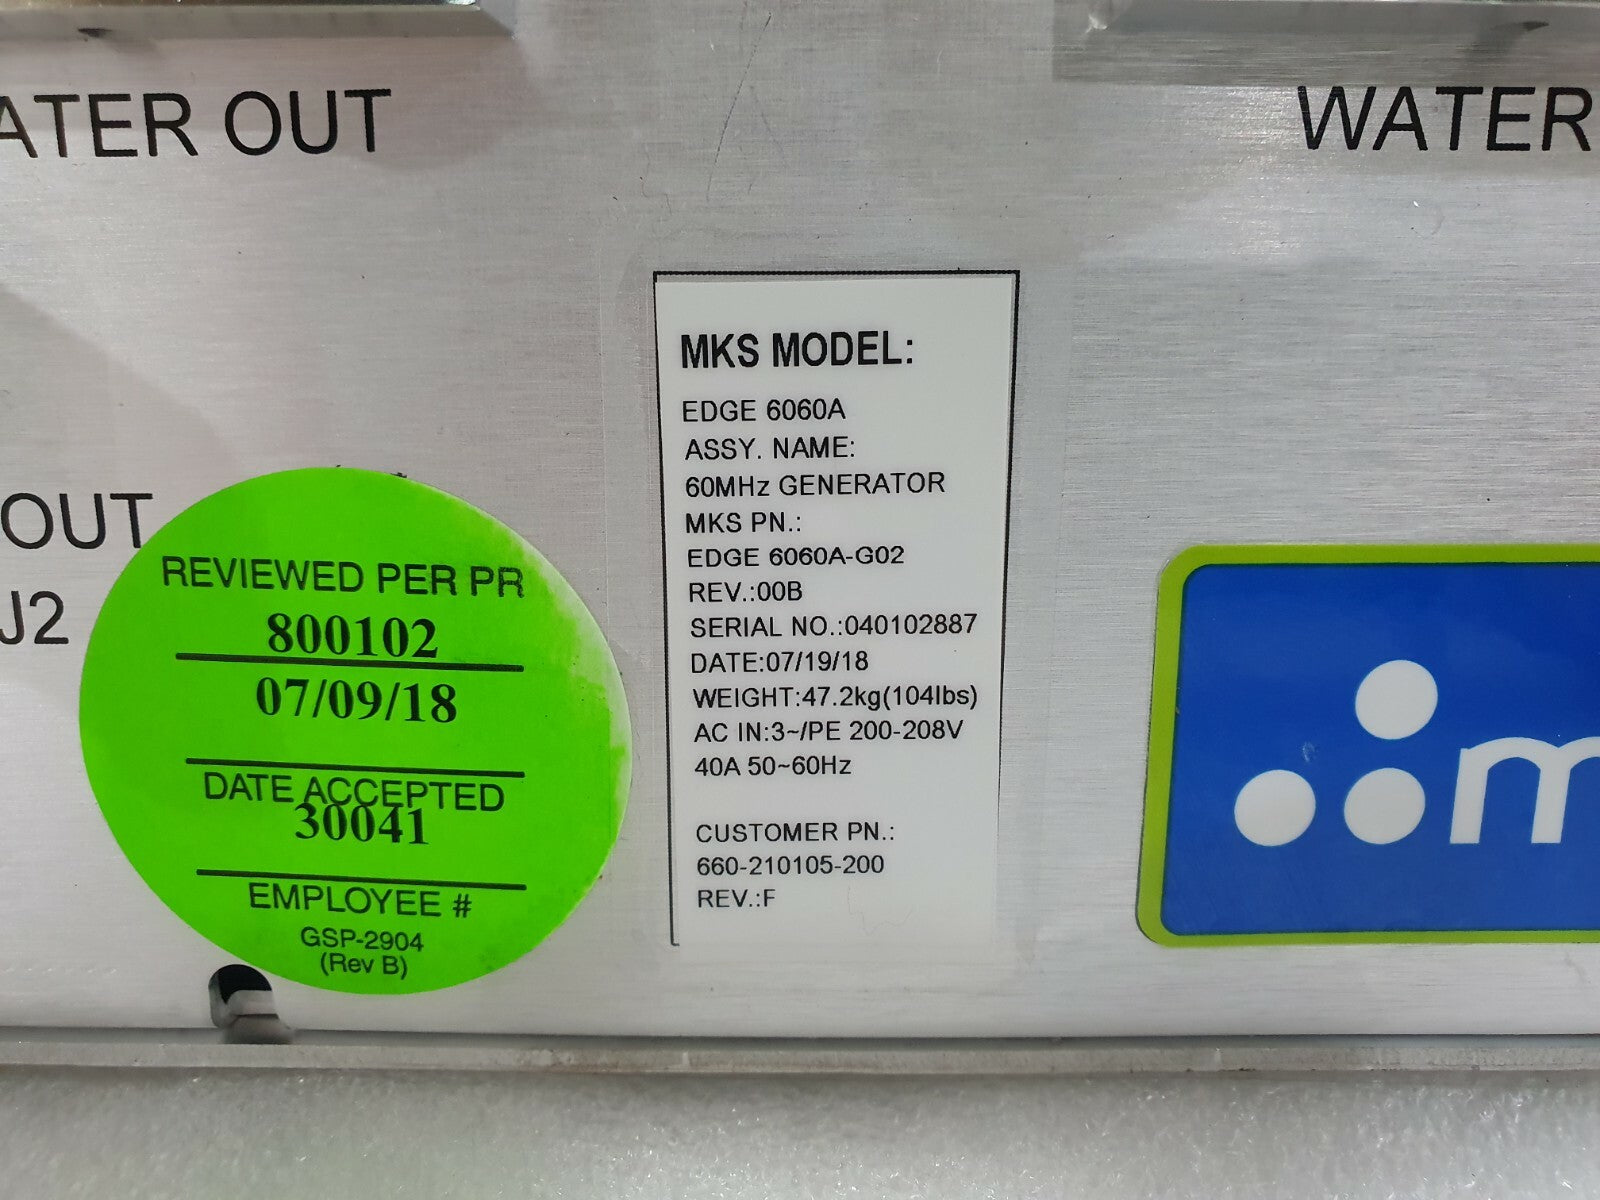 ATER OUT
WATER
OUT
J2
REVIEWED PER PR
800102
07/09/18
DATE ACCEPTED
30041
EMPLOYEE #
GSP-2904
(Rev B)
MKS MODEL:
EDGE 6060A
ASSY. NAME:
60MHz GENERATOR
MKS PN.:
EDGE 6060A-G02
REV.:00B
SERIAL NO.:040102887
DATE:07/19/18
WEIGHT:47.2kg(104lbs)
AC IN:3~/PE 200-208V
40A 50~60Hz
CUSTOMER PN.:
660-210105-200
REV.:F
m